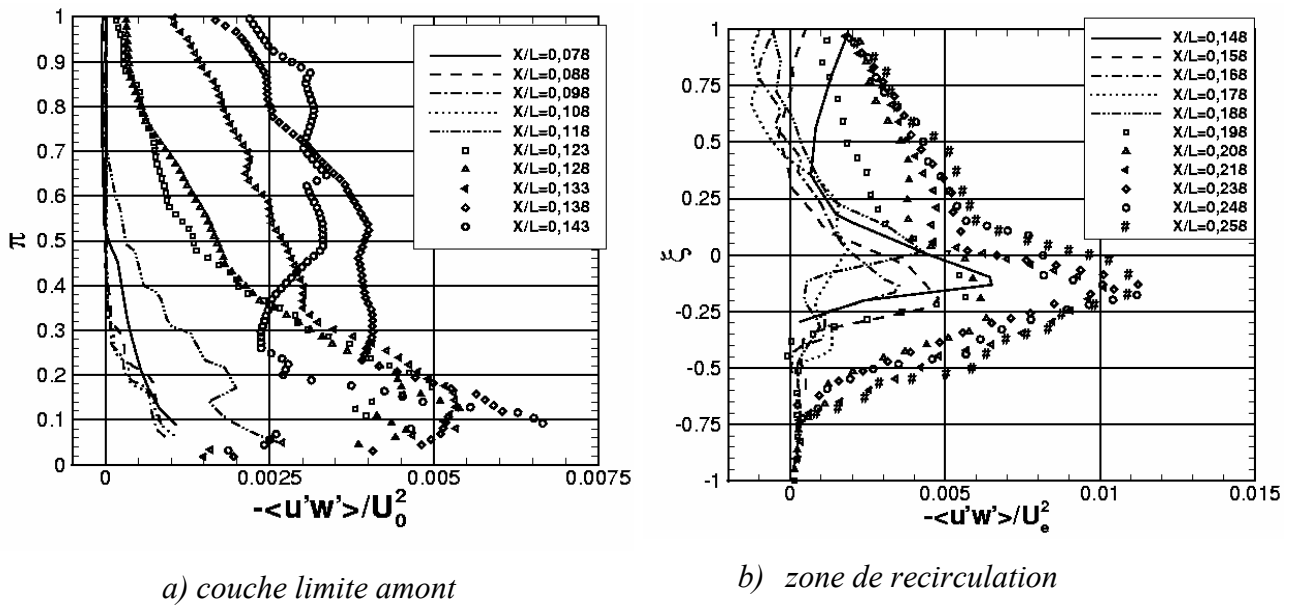 a)
b)
1
0.9
0.8
0.7
0.6
0.5
0.4
0.3
0.2
0.1
0
π
X/L=0,078
X/L=0,088
X/L=0,098
X/L=0,108
X/L=0,118
X/L=0,123
X/L=0,128
X/L=0,133
X/L=0,138
X/L=0,143
0 0.0025 0.005 0.0075
-<u'w'>/U₀²
a) couche limite amont
1
0.75
0.5
0.25
0
-0.25
-0.5
-0.75
-1
ξ
X/L=0,148
X/L=0,158
X/L=0,168
X/L=0,178
X/L=0,188
X/L=0,198
X/L=0,208
X/L=0,218
X/L=0,238
X/L=0,248
X/L=0,258
0 0.005 0.01 0.015
-<u'w'>/Uₑ²
b) zone de recirculation